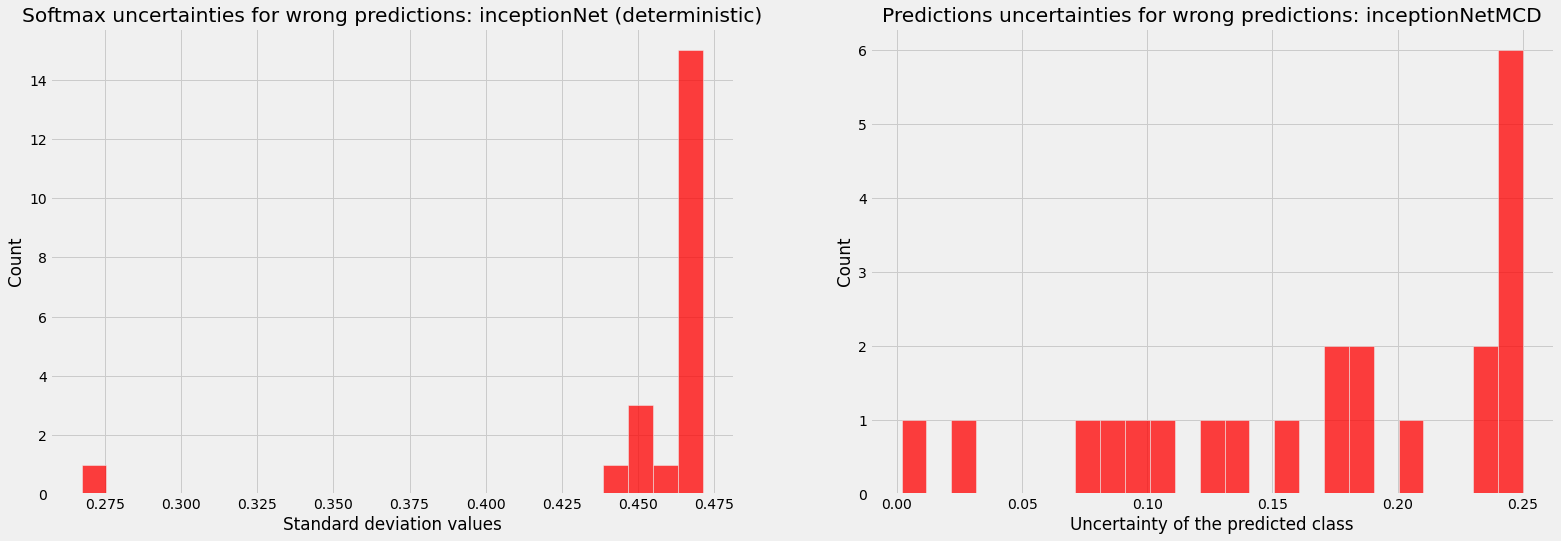 Softmax uncertainties for wrong predictions: inceptionNet (deterministic)
14
12
10
8
6
4
2
0
Count
0.275 0.300 0.325 0.350 0.375 0.400 0.425 0.450 0.475
Standard deviation values
Predictions uncertainties for wrong predictions: inceptionNetMCD
6
5
4
3
2
1
0
Count
0.00 0.05 0.10 0.15 0.20 0.25
Uncertainty of the predicted class